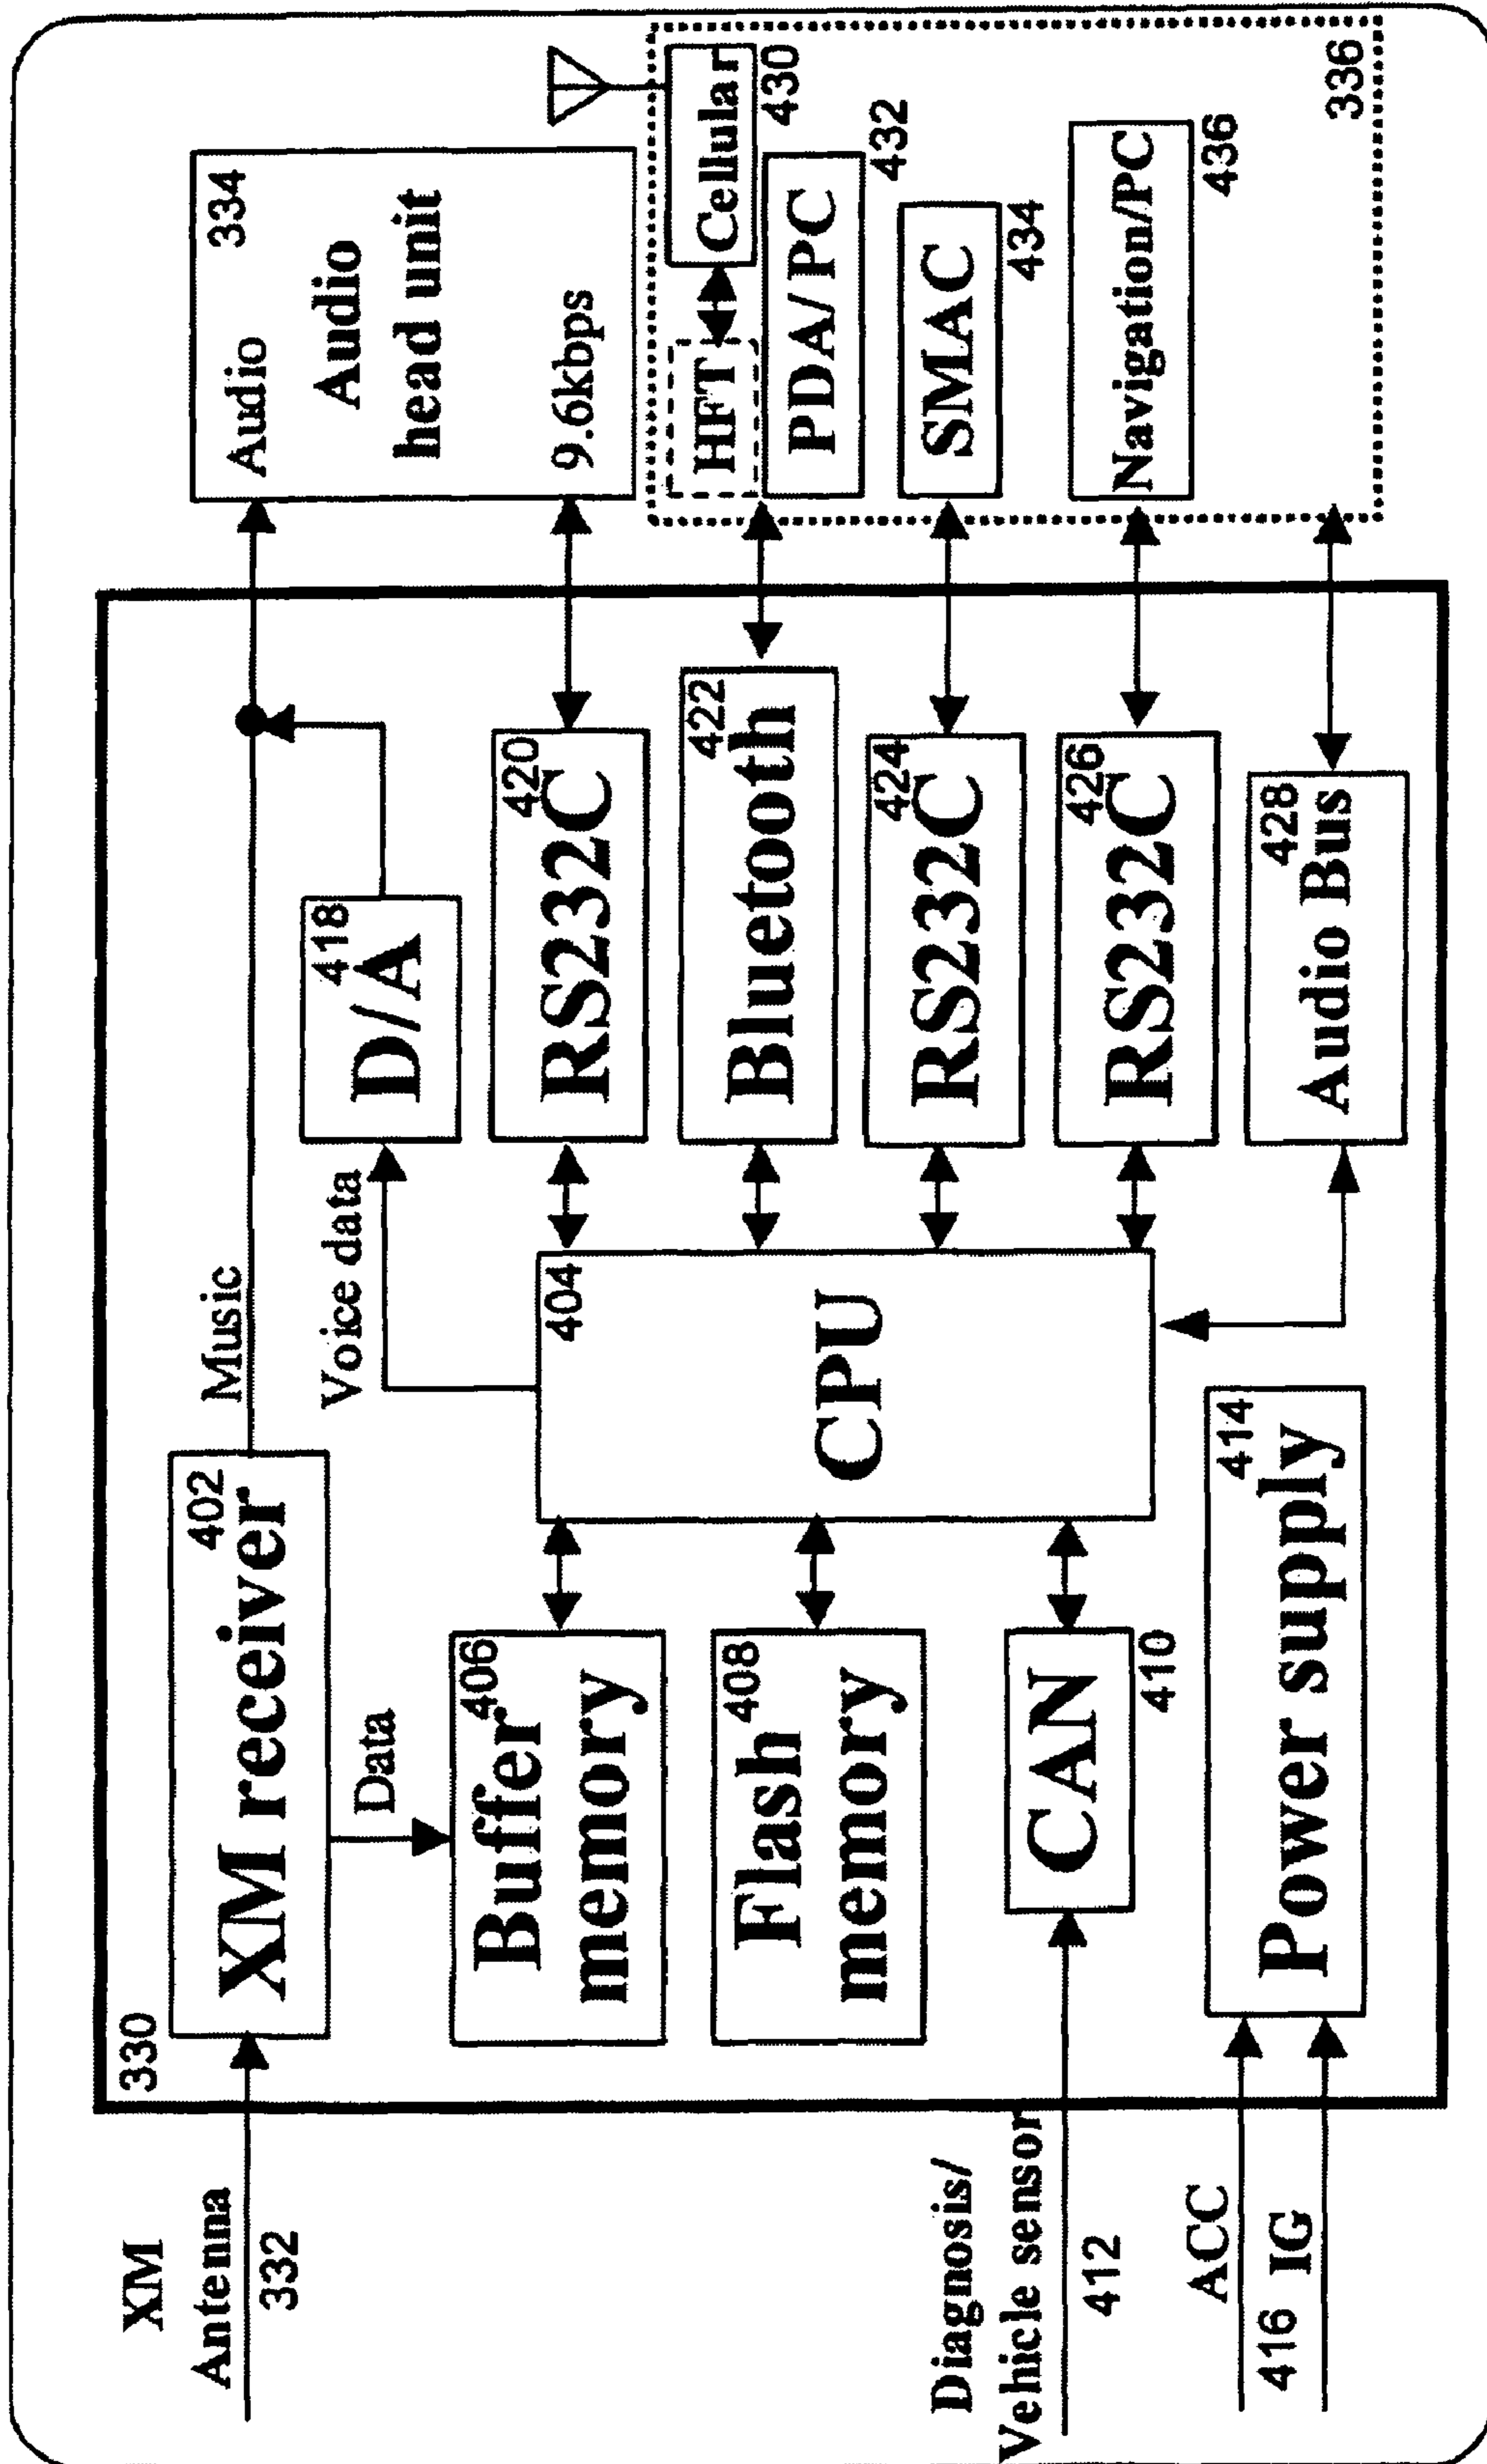 330
XM
Antenna
332
402
XM receiver
Music
Data
Voice data
418
D/A
334
Audio
Audio
head unit
9.6kbps
406
Buffer
memory
408
Flash
memory
404
CPU
420
RS232C
422
Bluetooth
424
RS232C
426
RS232C
428
Audio Bus
HFT
Cellular
430
PDA/PC
432
SMAC
434
Navigation/PC
436
336
Diagnosis/
Vehicle sensor
412
CAN
410
ACC
416 IG
414
Power supply